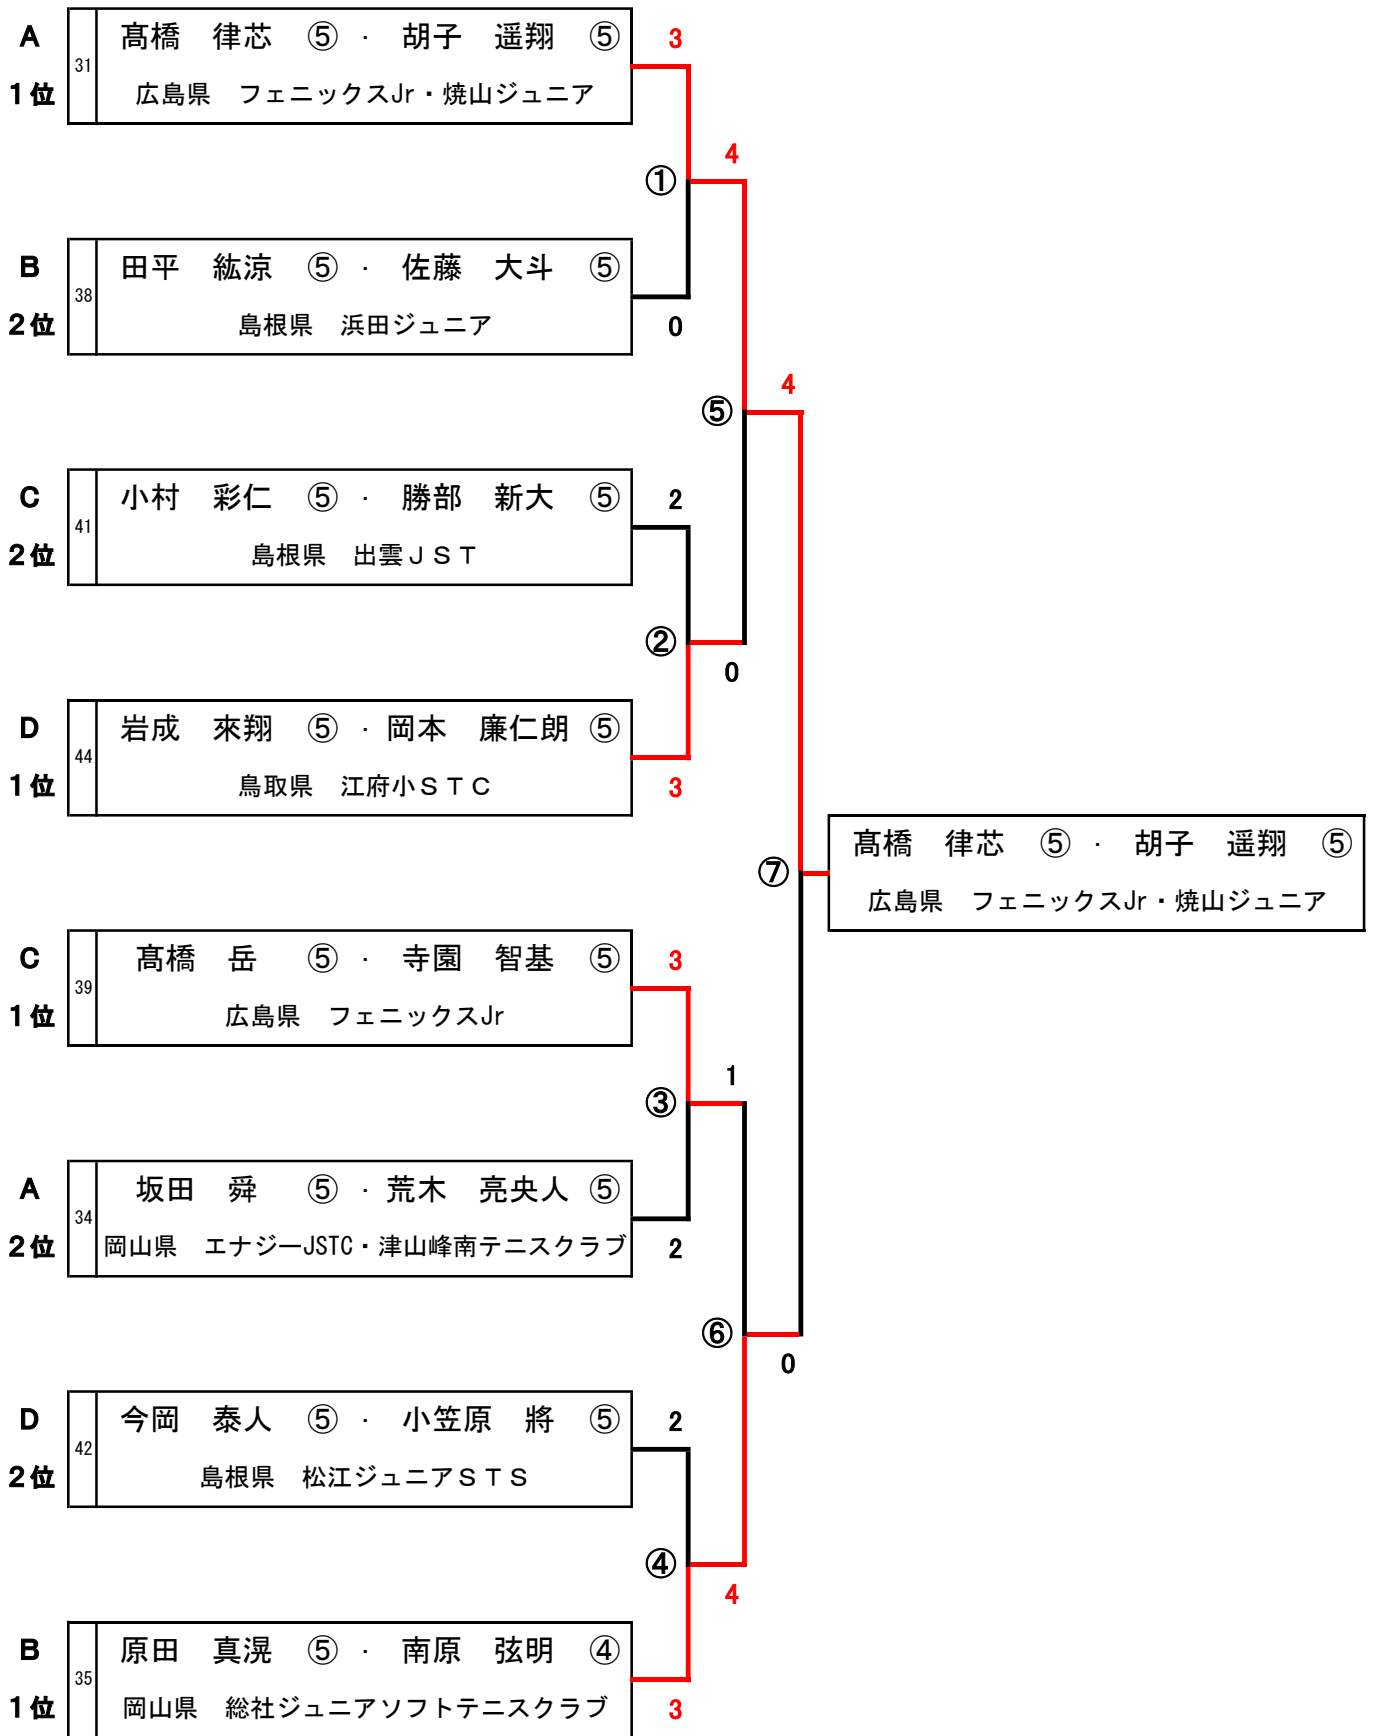 A
31
髙橋　律芯　⑤ ・ 胡子　遥翔　⑤
3
1位
広島県　フェニックスJr・焼山ジュニア
4
①
B
38
田平　紘涼　⑤ ・ 佐藤　大斗　⑤
2位
島根県　浜田ジュニア
0
4
⑤
C
41
小村　彩仁　⑤ ・ 勝部　新大　⑤
2
2位
島根県　出雲ＪＳＴ
②
0
D
44
岩成　來翔　⑤ ・ 岡本　廉仁朗　⑤
1位
鳥取県　江府小ＳＴＣ
3
⑦
髙橋　律芯　⑤ ・ 胡子　遥翔　⑤
広島県　フェニックスJr・焼山ジュニア
C
39
髙橋　岳　⑤ ・ 寺園　智基　⑤
3
1位
広島県　フェニックスJr
1
③
A
34
坂田　舜　⑤ ・ 荒木　亮央人　⑤
2位
岡山県　エナジーJSTC・津山峰南テニスクラブ
2
⑥
0
D
42
今岡　泰人　⑤ ・ 小笠原　將　⑤
2
2位
島根県　松江ジュニアＳＴＳ
④
4
B
35
原田　真滉　⑤ ・ 南原　弦明　④
1位
岡山県　総社ジュニアソフトテニスクラブ
3